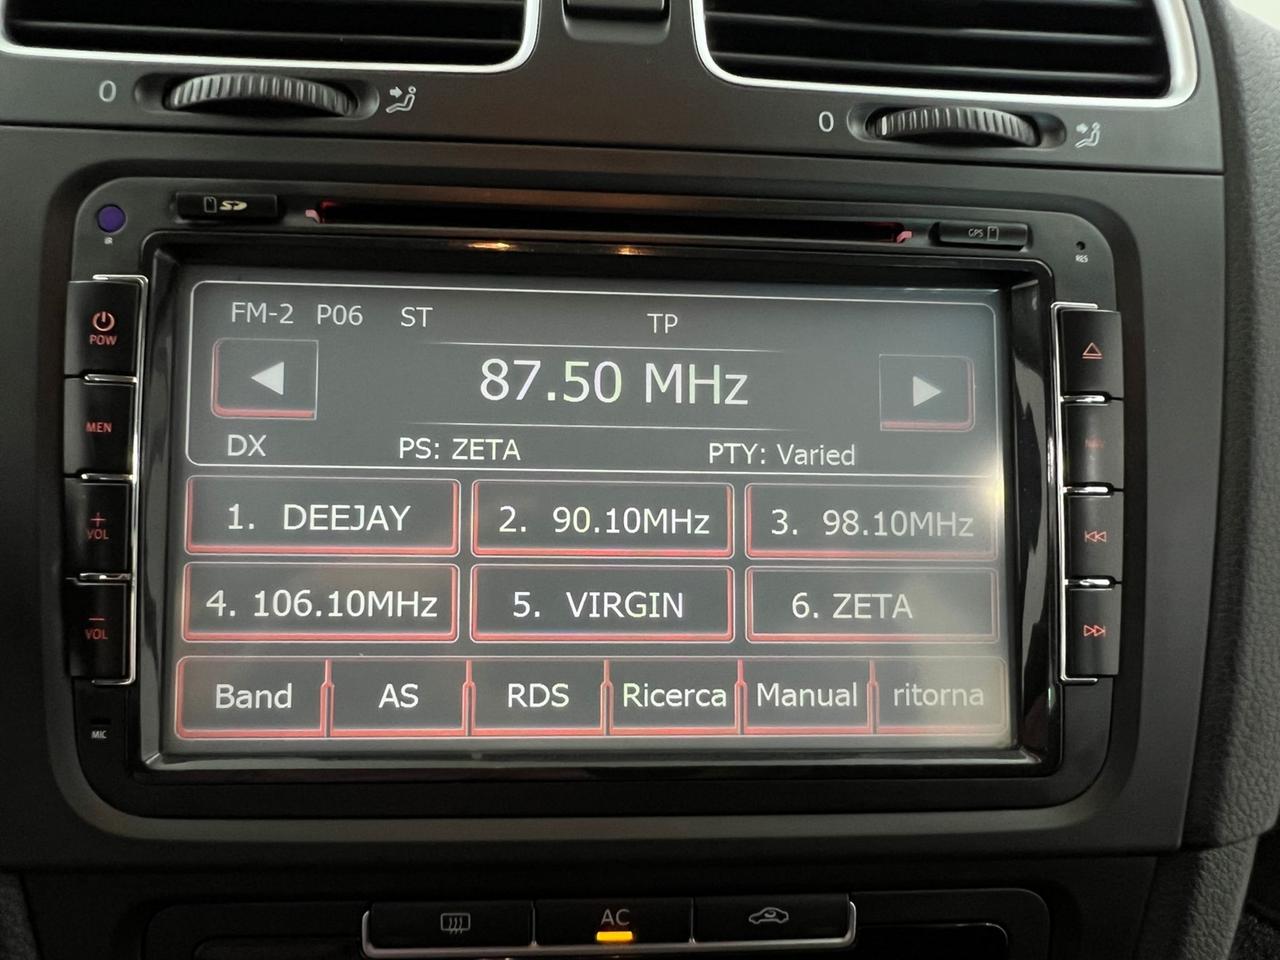 0
0
SD
GPS
IR
RES
FM-2 P06 ST TP
POW
87.50 MHz
MEN
DX PS: ZETA PTY: Varied
1. DEEJAY 2. 90.10MHz 3. 98.10MHz
+
VOL
4. 106.10MHz 5. VIRGIN 6. ZETA
—
VOL
Band AS RDS Ricerca Manual ritorna
MIC
AC